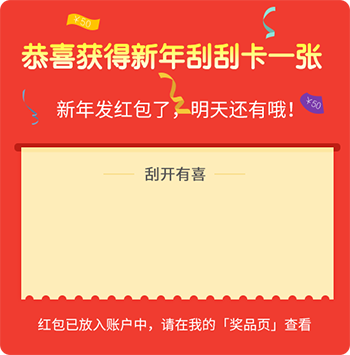 ¥50
恭喜获得新年刮刮卡一张
新年发红包了，明天还有哦！
¥50
刮开有喜
红包已放入账户中，请在我的「奖品页」查看